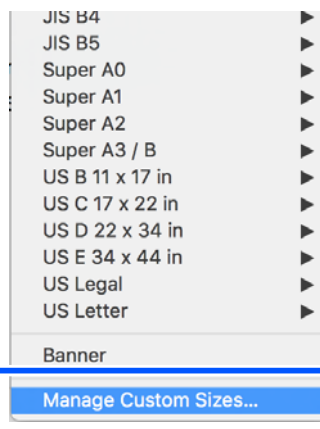 JIS B4
JIS B5
Super A0
Super A1
Super A2
Super A3 / B
US B 11 x 17 in
US C 17 x 22 in
US D 22 x 34 in
US E 34 x 44 in
US Legal
US Letter
Banner
Manage Custom Sizes...